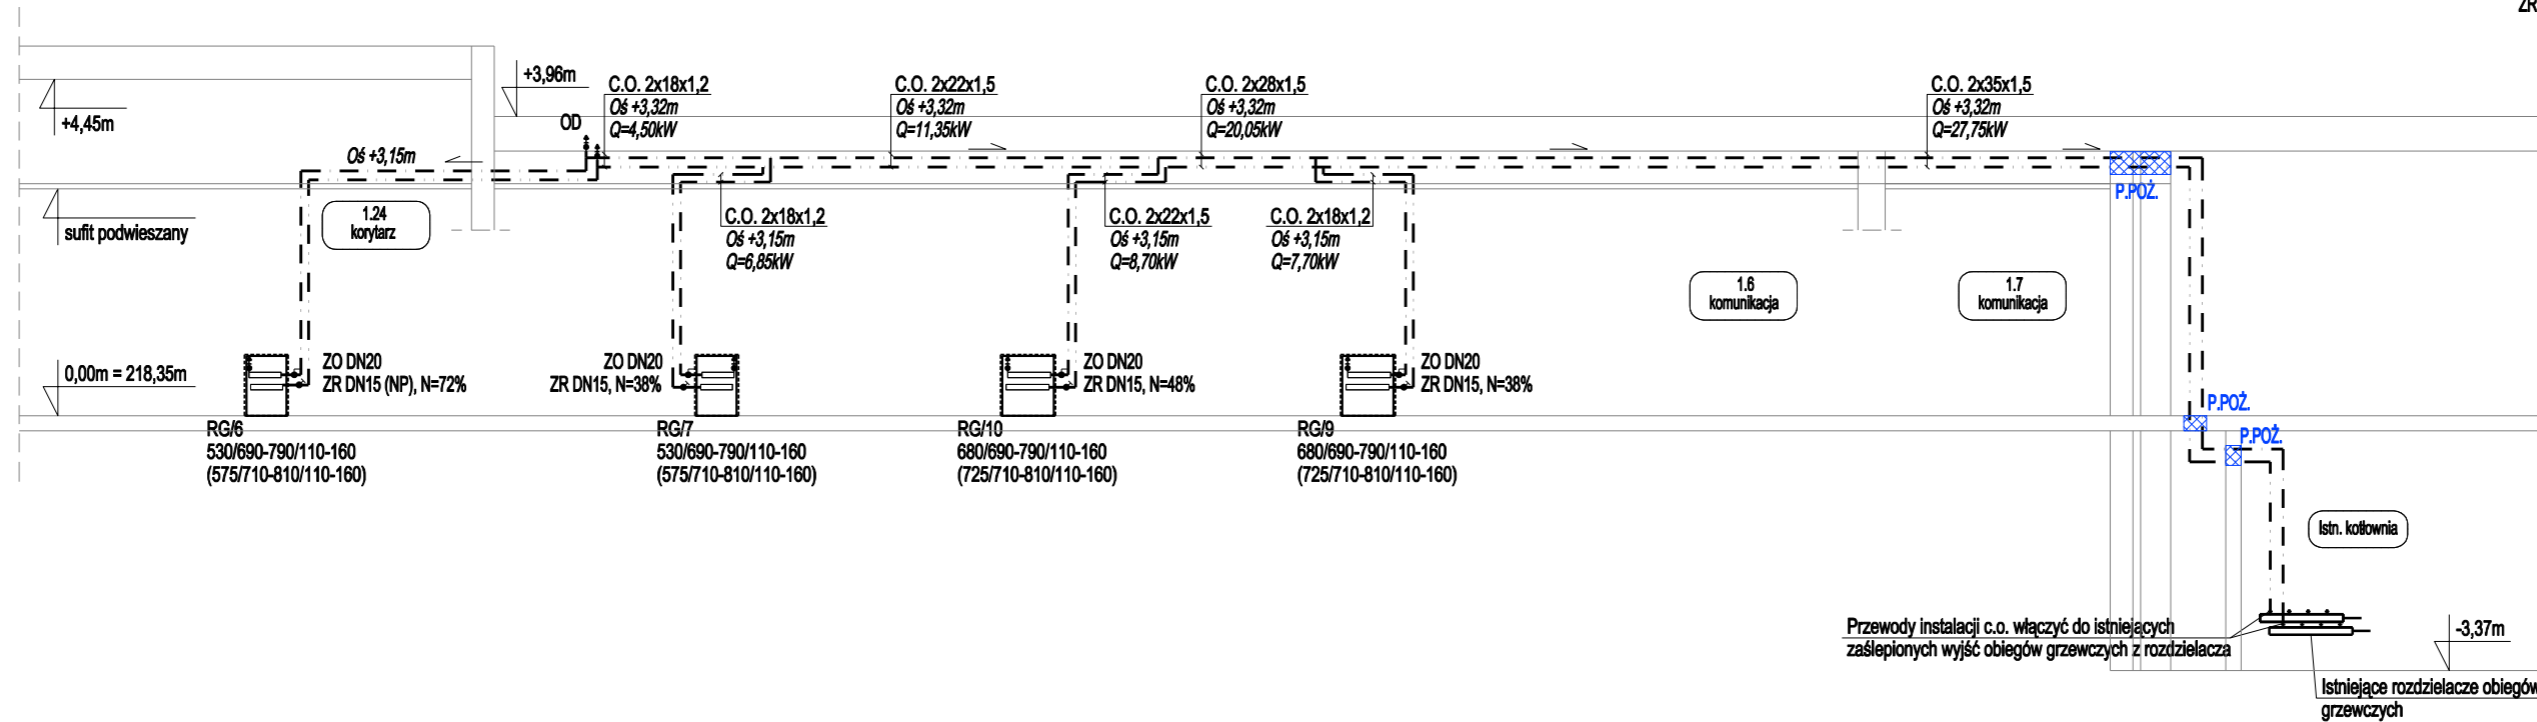 ZR
+4,45m
+3,96m
OD
C.O. 2x18x1,2
Oś +3,32m
Q=4,50kW
C.O. 2x22x1,5
Oś +3,32m
Q=11,35kW
C.O. 2x28x1,5
Oś +3,32m
Q=20,05kW
C.O. 2x35x1,5
Oś +3,32m
Q=27,75kW
Oś +3,15m
P.POŻ.
sufit podwieszany
1.24
korytarz
C.O. 2x18x1,2
Oś +3,15m
Q=6,85kW
C.O. 2x22x1,5
Oś +3,15m
Q=8,70kW
C.O. 2x18x1,2
Oś +3,15m
Q=7,70kW
1.6
komunikacja
1.7
komunikacja
0,00m = 218,35m
ZO DN20
ZR DN15 (NP), N=72%
ZO DN20
ZR DN15, N=38%
ZO DN20
ZR DN15, N=48%
ZO DN20
ZR DN15, N=38%
P.POŻ.
P.POŻ.
RG/6
530/690-790/110-160
(575/710-810/110-160)
RG/7
530/690-790/110-160
(575/710-810/110-160)
RG/10
680/690-790/110-160
(725/710-810/110-160)
RG/9
680/690-790/110-160
(725/710-810/110-160)
Istn. kotłownia
Przewody instalacji c.o. włączyć do istniejących
zaślepionych wyjść obiegów grzewczych z rozdzielacza
-3,37m
Istniejące rozdzielacze obiegów
grzewczych